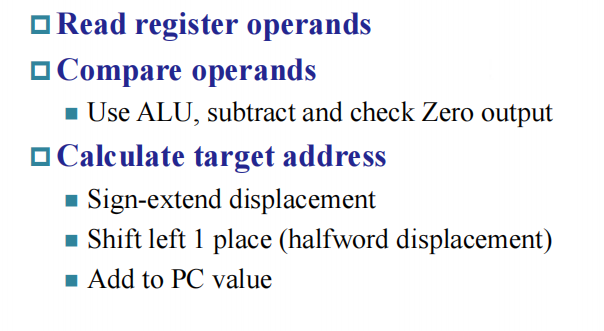 Read register operands
Compare operands
Use ALU, subtract and check Zero output
Calculate target address
Sign-extend displacement
Shift left 1 place (halfword displacement)
Add to PC value